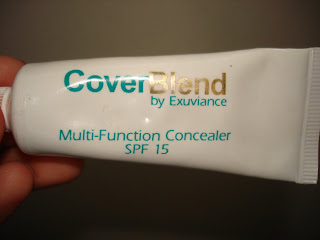 CoverBlend
by Exuviance
Multi-Function Concealer
SPF 15